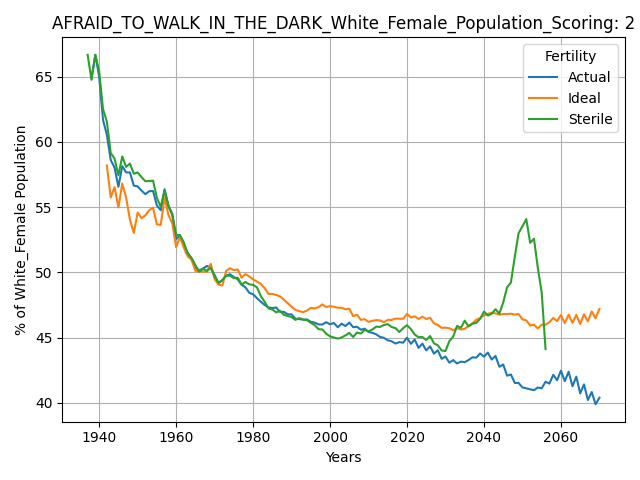 AFRAID_TO_WALK_IN_THE_DARK_White_Female_Population_Scoring: 2
Fertility
Actual
Ideal
Sterile
% of White_Female Population
65
60
55
50
45
40
1940
1960
1980
2000
2020
2040
2060
Years